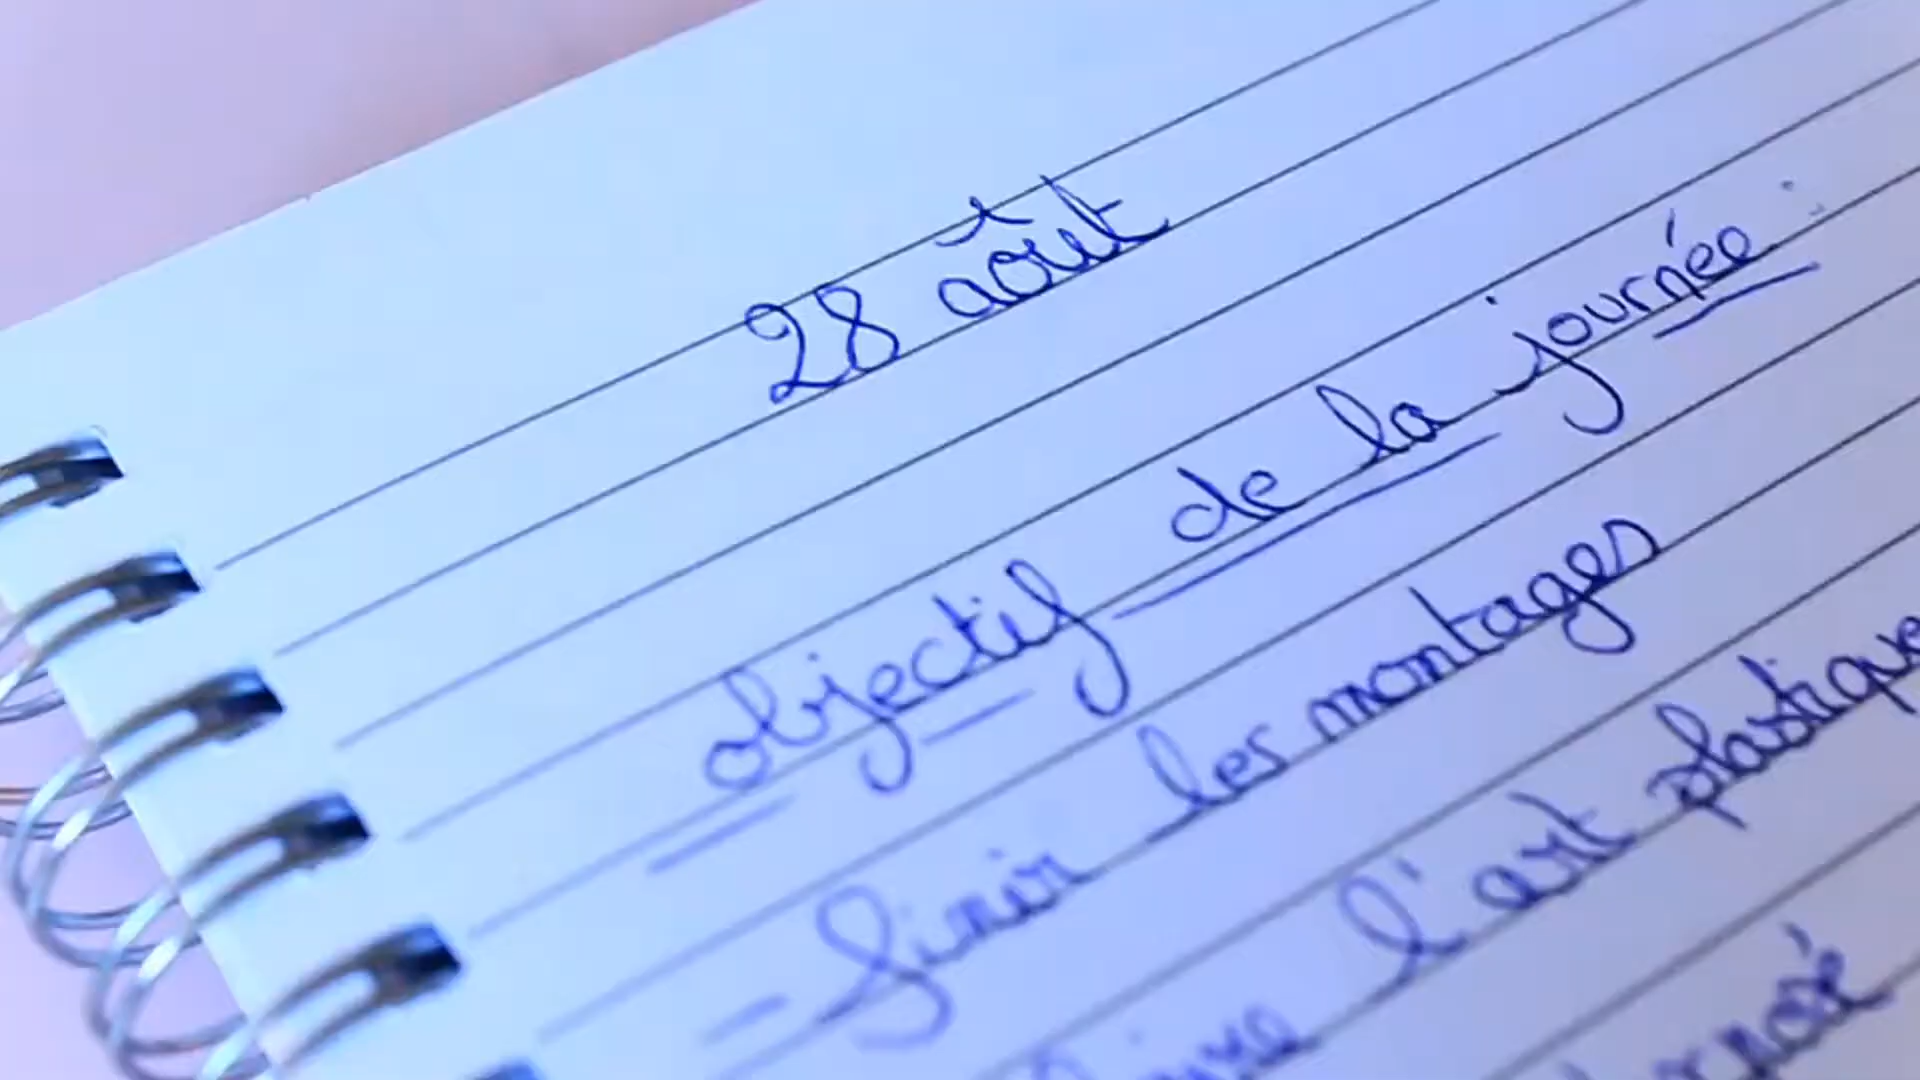 28 août
objectif de la journée :
- finir les montages
l'art plastique